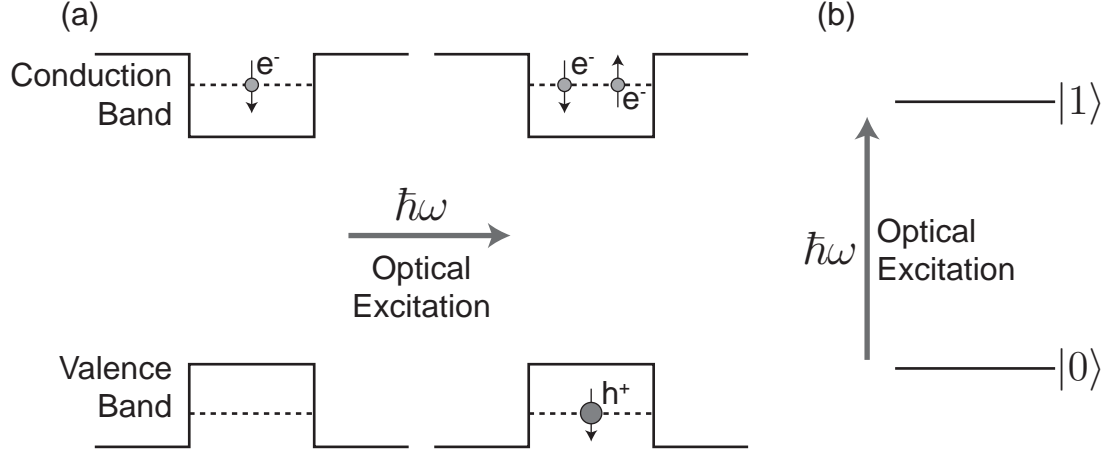 (a)
Conduction
Band
e⁻
e⁻
e⁻
ħω
Optical
Excitation
Valence
Band
h⁺
(b)
|1⟩
ħω
Optical
Excitation
|0⟩